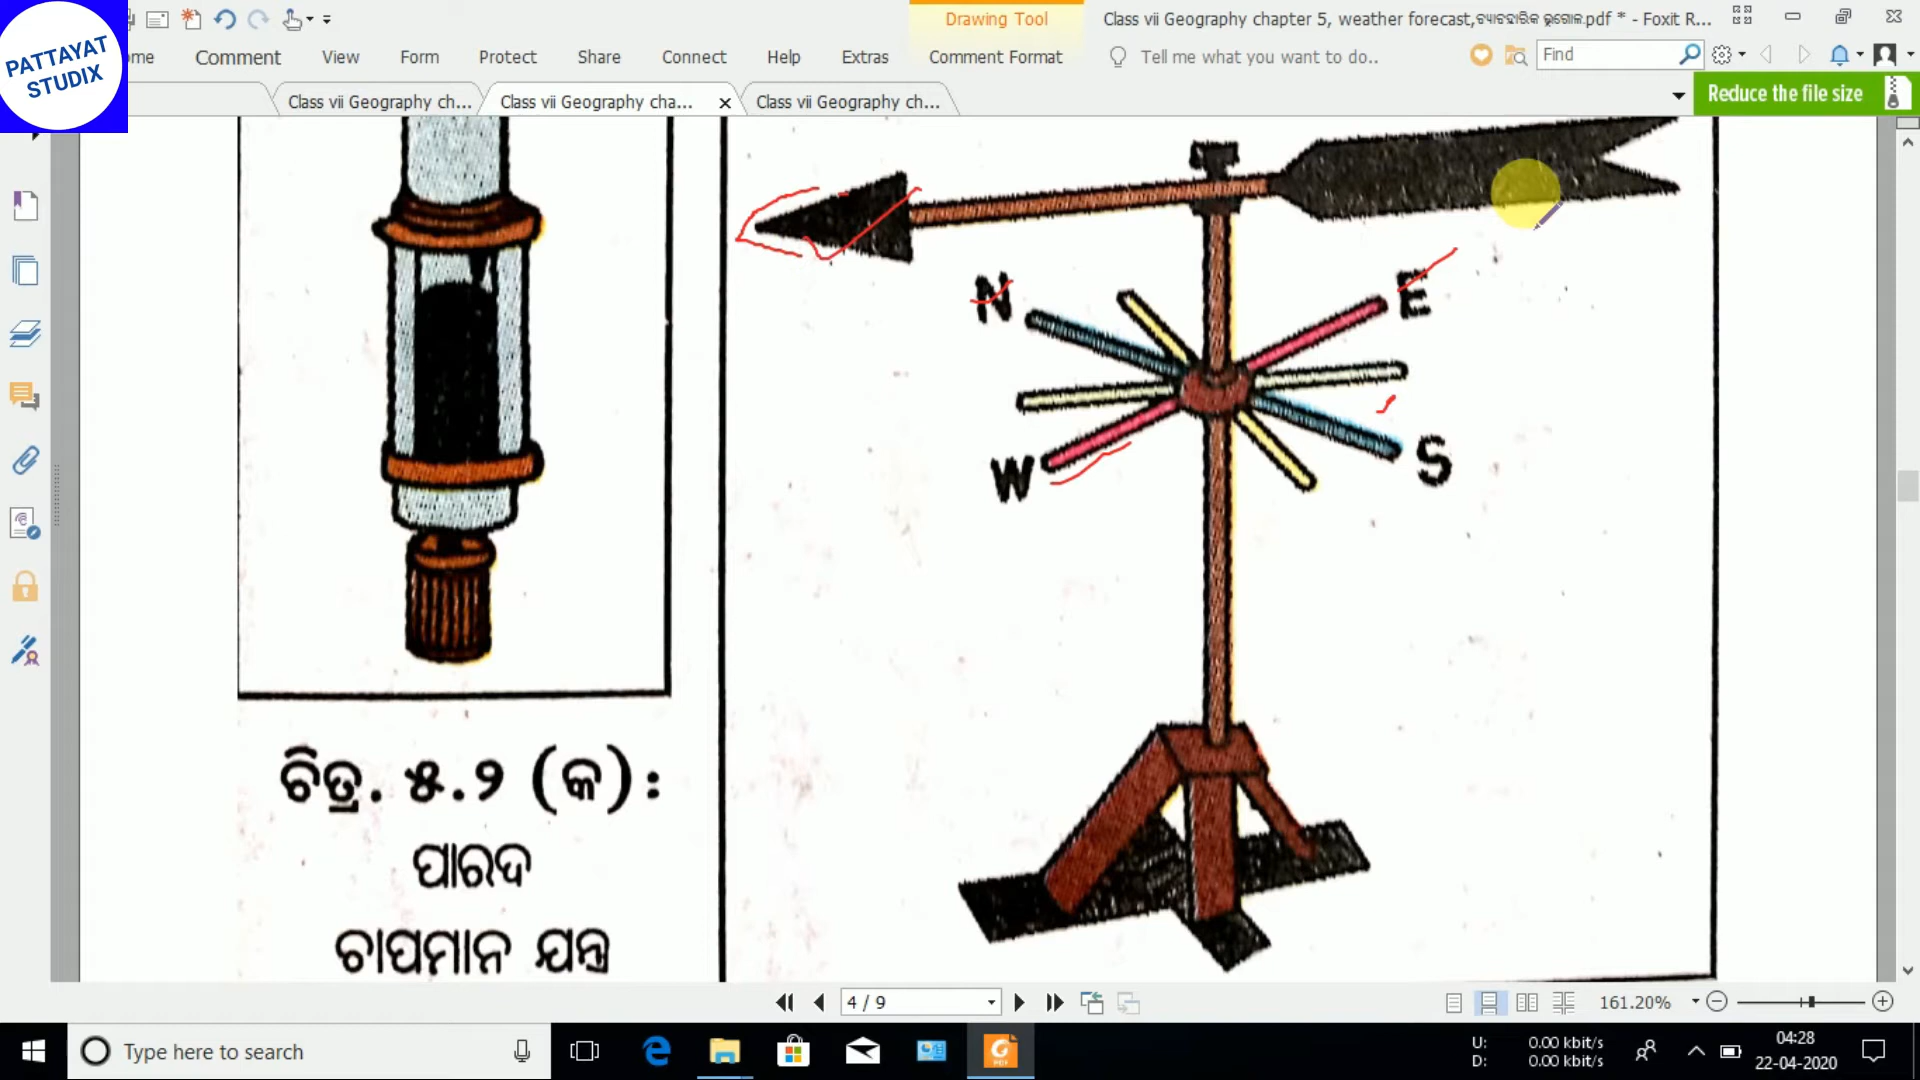 PATTAYAT
STUDIX
Drawing Tool
Class vii Geography chapter 5, weather forecast,ବ୍ୟାବହାରିକ ଭୂଗୋଳ.pdf * - Foxit R...
ome
Comment
View
Form
Protect
Share
Connect
Help
Extras
Comment Format
Tell me what you want to do..
Find
Class vii Geography ch...
Class vii Geography cha...
Class vii Geography ch...
Reduce the file size
N
E
W
S
ଚିତ୍ର. ୫.୨ (କ) :
ପାରଦ
ଚାପମାନ ଯନ୍ତ୍ର
4 / 9
161.20%
Type here to search
U: 0.00 kbit/s
D: 0.00 kbit/s
04:28
22-04-2020